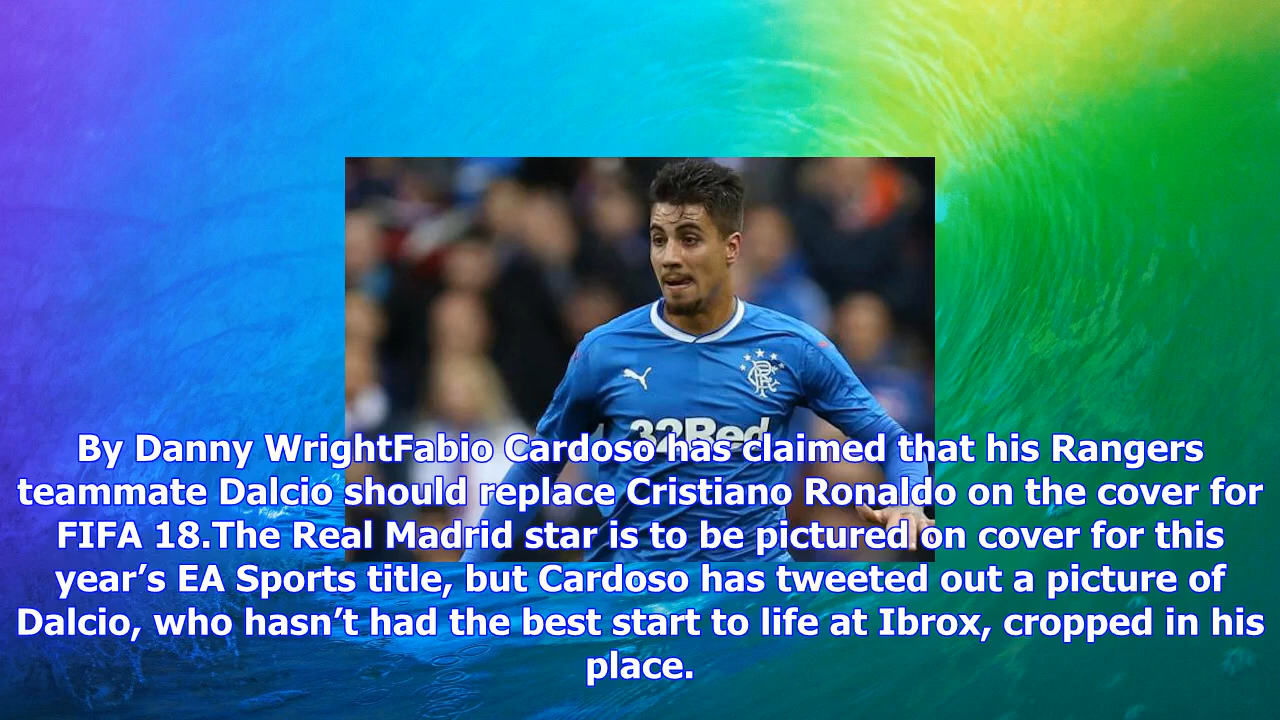 32Red
By Danny WrightFabio Cardoso has claimed that his Rangers
teammate Dalcio should replace Cristiano Ronaldo on the cover for
FIFA 18.The Real Madrid star is to be pictured on cover for this
year’s EA Sports title, but Cardoso has tweeted out a picture of
Dalcio, who hasn’t had the best start to life at Ibrox, cropped in his
place.